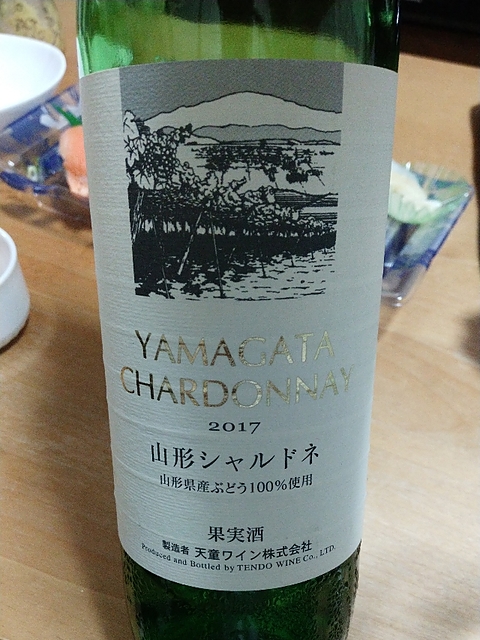 YAMAGATA
CHARDONNAY
2017
山形シャルドネ
山形県産ぶどう100%使用
果実酒
製造者 天童ワイン株式会社
Produced and Bottled by TENDO WINE Co., LTD.